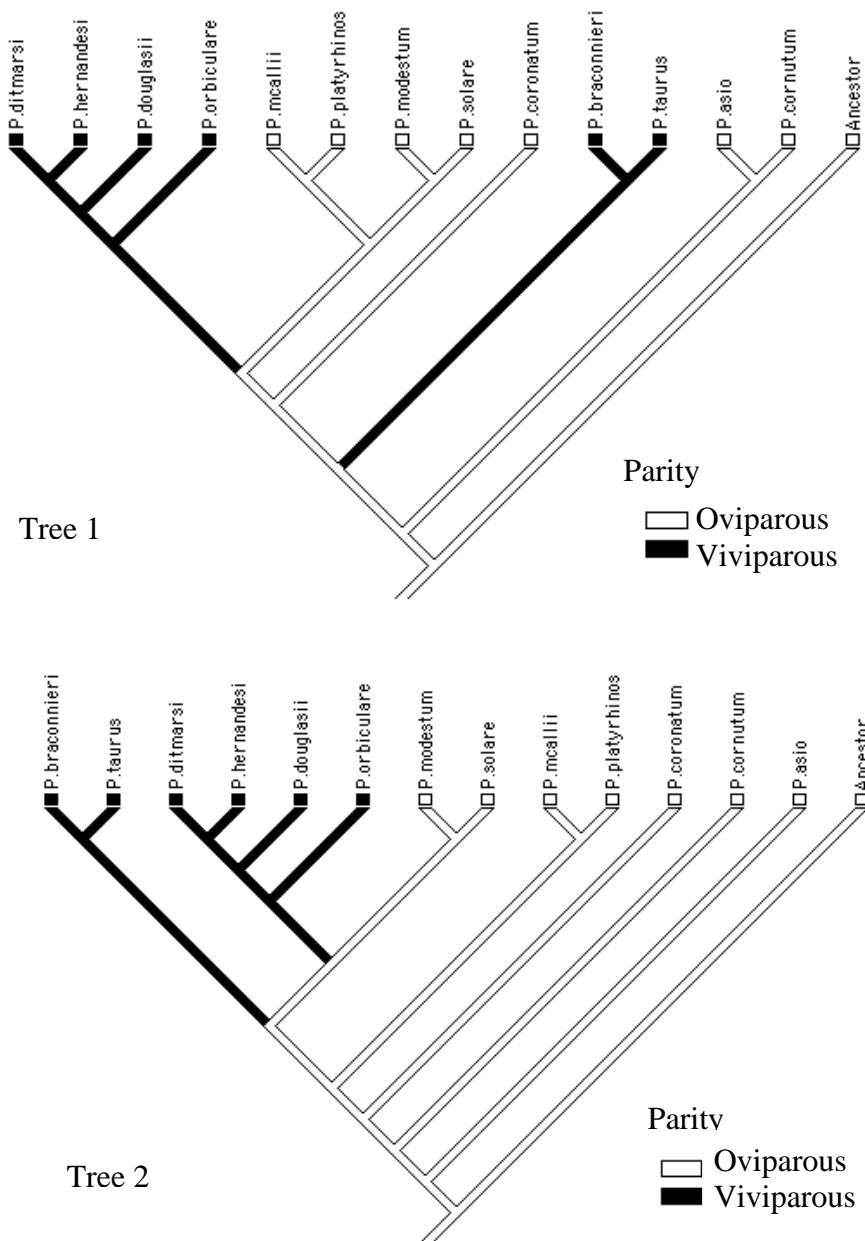 P.ditmarsi
P.hernandesi
P.douglasii
P.orbiculare
P.mcallii
P.platyrhinos
P.modestum
P.solare
P.coronatum
P.braconnieri
P.taurus
P.asio
P.cornutum
Ancestor
Parity
Oviparous
Viviparous
Tree 1
P.braconnieri
P.taurus
P.ditmarsi
P.hernandesi
P.douglasii
P.orbiculare
P.modestum
P.solare
P.mcallii
P.platyrhinos
P.coronatum
P.cornutum
P.asio
Ancestor
Parity
Oviparous
Viviparous
Tree 2